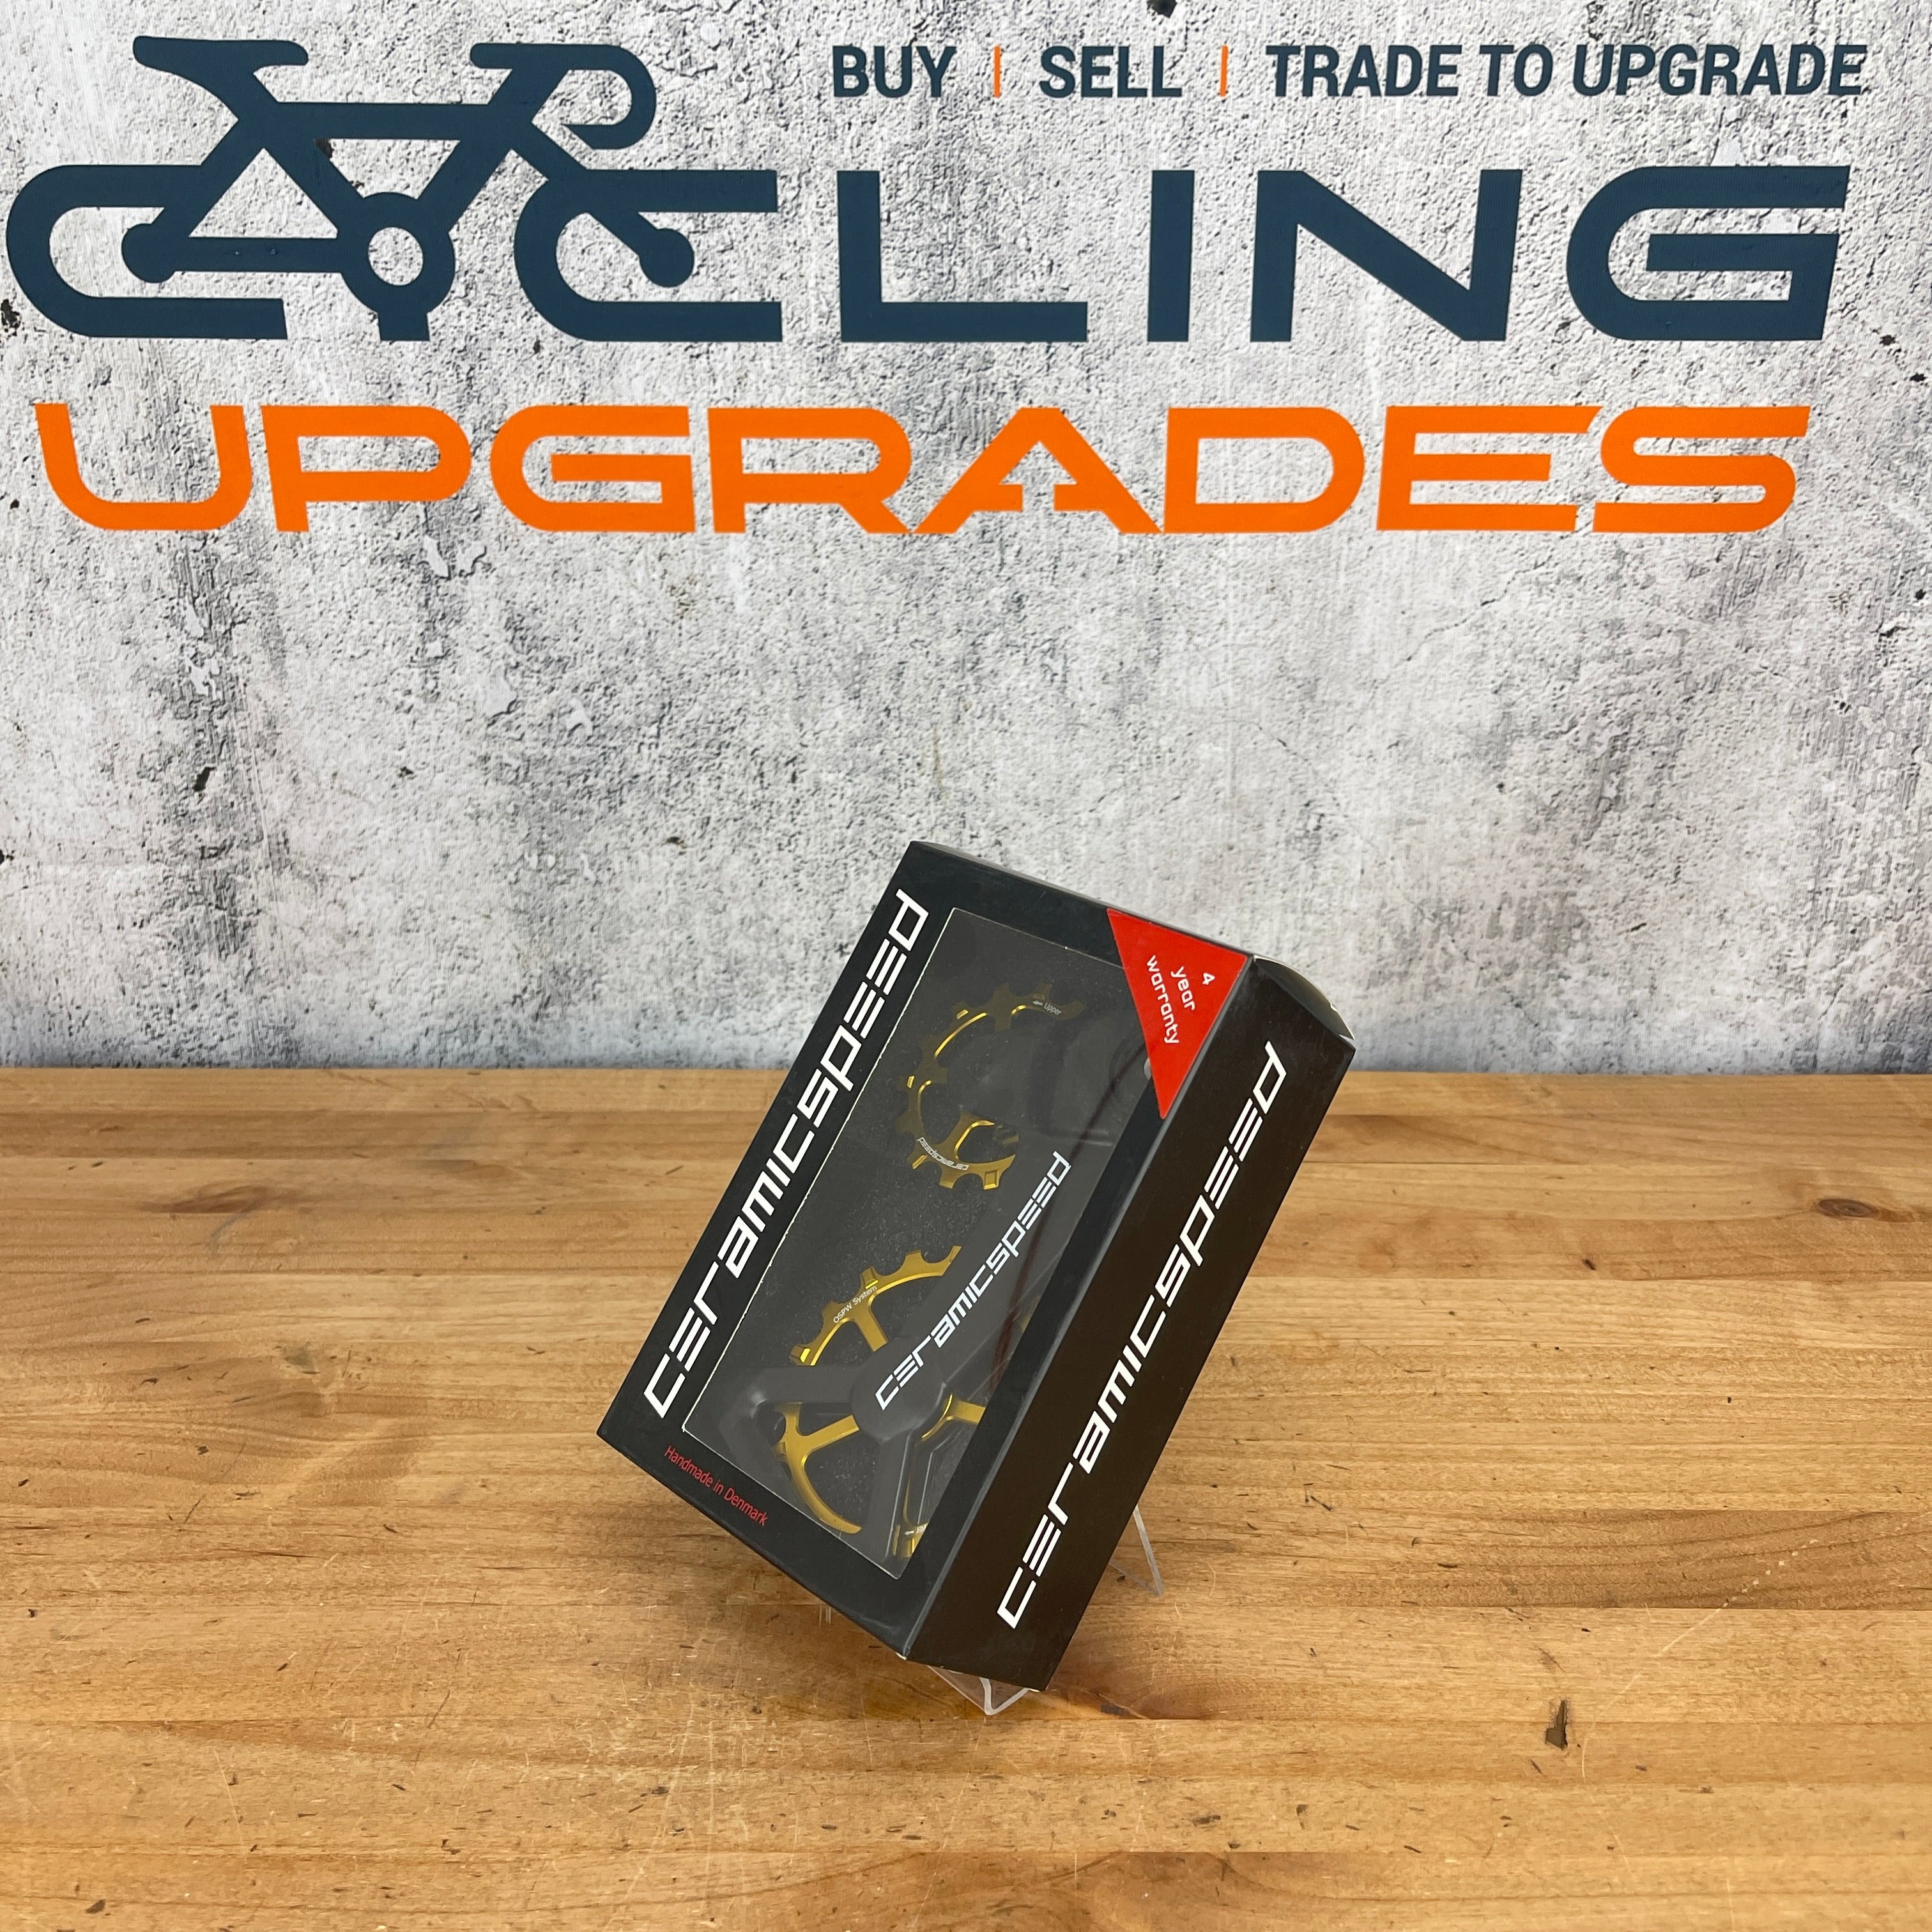 BUY | SELL | TRADE TO UPGRADE
CYCLING
UPGRADES
ceramicspeed
4
year
warranty
Upper
ceramicspeed
OSPW System
ceramicspeed
ceramicspeed
Handmade in Denmark